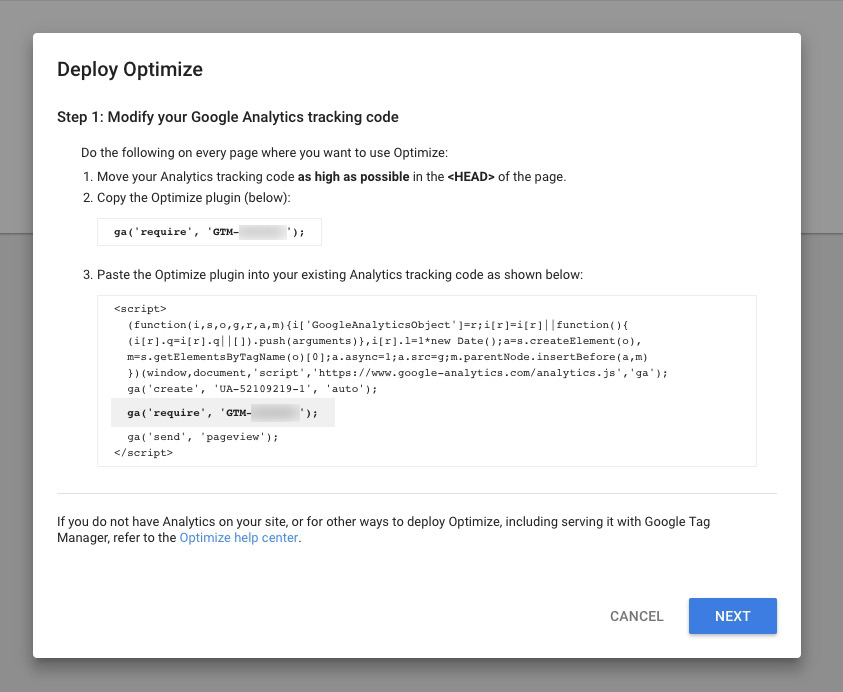 Deploy Optimize
Step 1: Modify your Google Analytics tracking code
Do the following on every page where you want to use Optimize:
1. Move your Analytics tracking code as high as possible in the <HEAD> of the page.
2. Copy the Optimize plugin (below):
ga('require', 'GTM-');
3. Paste the Optimize plugin into your existing Analytics tracking code as shown below:
<script>
(function(i,s,o,g,r,a,m){i['GoogleAnalyticsObject']=r;i[r]=i[r]||function(){
(i[r].q=i[r].q||[]).push(arguments)},i[r].l=1*new Date();a=s.createElement(o),
m=s.getElementsByTagName(o)[0];a.async=1;a.src=g;m.parentNode.insertBefore(a,m)
})(window,document,'script','https://www.google-analytics.com/analytics.js','ga');
ga('create', 'UA-52109219-1', 'auto');
ga('require', 'GTM-');
ga('send', 'pageview');
</script>
If you do not have Analytics on your site, or for other ways to deploy Optimize, including serving it with Google Tag
Manager, refer to the Optimize help center.
CANCEL NEXT